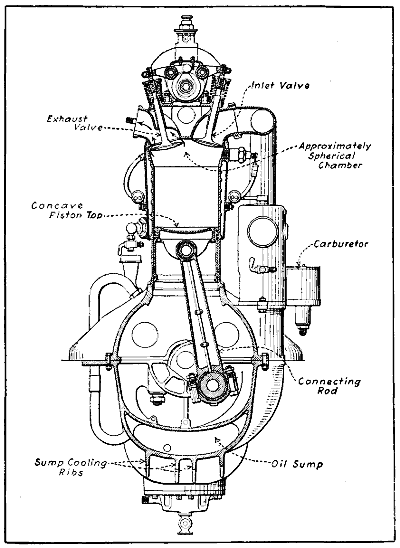 Inlet Valve
Exhaust
Valve
Approximately
Spherical
Chamber
Concave
Piston Top
Carburetor
Connecting
Rod
Sump Cooling
Ribs
Oil Sump